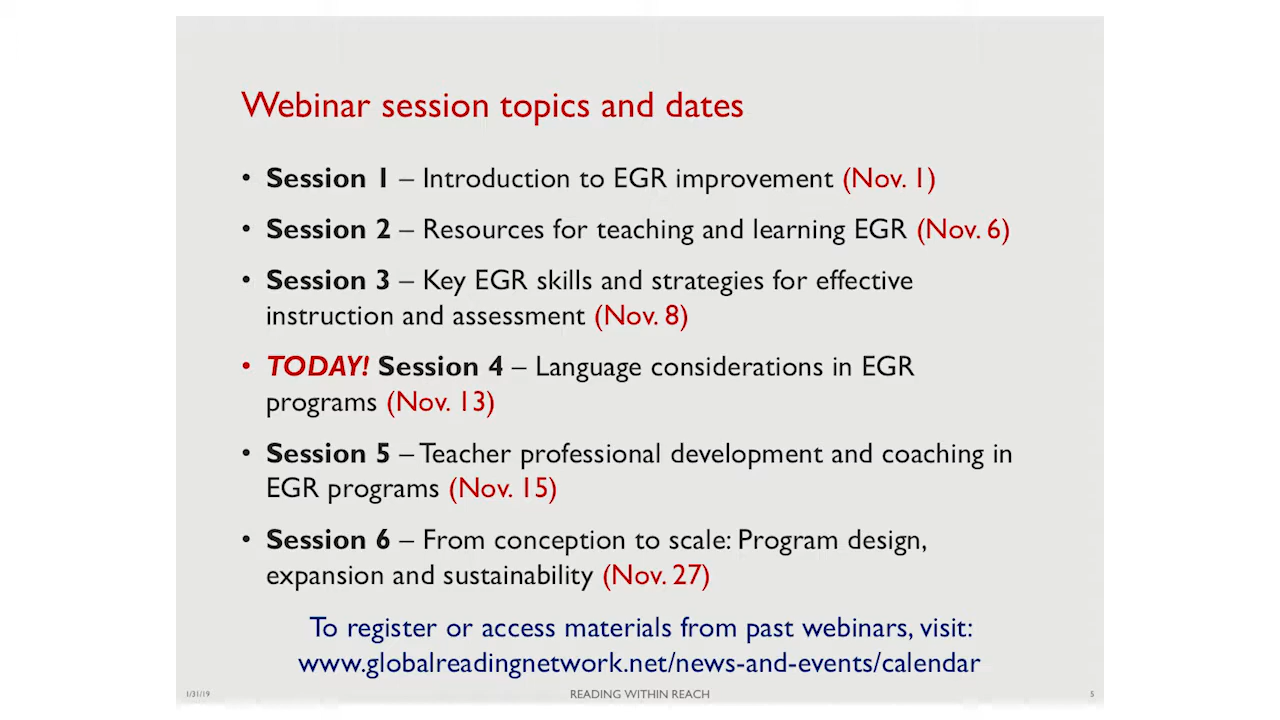 Webinar session topics and dates
• Session 1 – Introduction to EGR improvement (Nov. 1)
• Session 2 – Resources for teaching and learning EGR (Nov. 6)
• Session 3 – Key EGR skills and strategies for effective
instruction and assessment (Nov. 8)
• TODAY! Session 4 – Language considerations in EGR
programs (Nov. 13)
• Session 5 – Teacher professional development and coaching in
EGR programs (Nov. 15)
• Session 6 – From conception to scale: Program design,
expansion and sustainability (Nov. 27)
To register or access materials from past webinars, visit:
www.globalreadingnetwork.net/news-and-events/calendar
1/31/19
READING WITHIN REACH
5